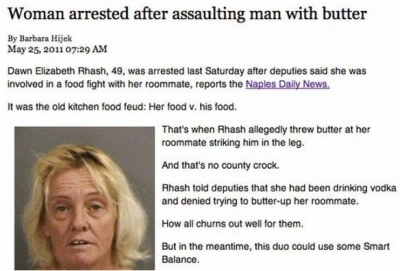 Woman arrested after assaulting man with butter
By Barbara Hijek
May 25, 2011 07:29 AM
Dawn Elizabeth Rhash, 49, was arrested last Saturday after deputies said she was
involved in a food fight with her roommate, reports the Naples Daily News.
It was the old kitchen food feud: Her food v. his food.
That's when Rhash allegedly threw butter at her
roommate striking him in the leg.
And that's no county crock.
Rhash told deputies that she had been drinking vodka
and denied trying to butter-up her roommate.
How all churns out well for them.
But in the meantime, this duo could use some Smart
Balance.